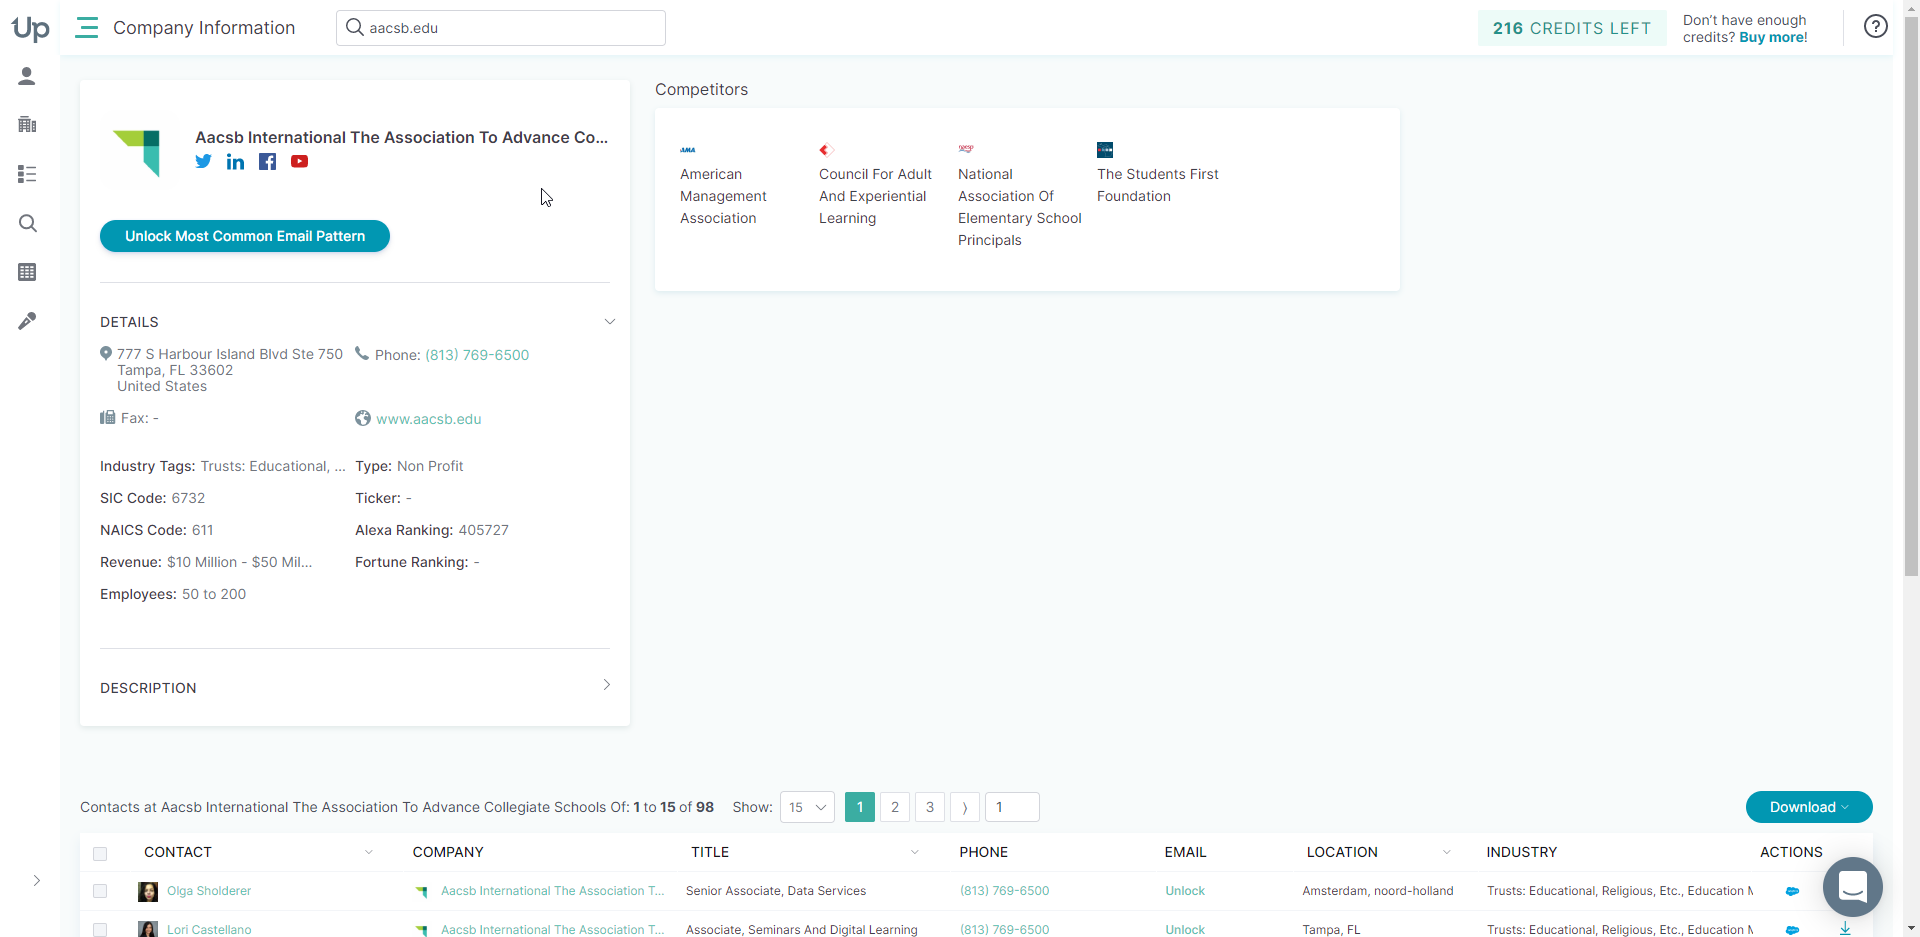 Up
Company Information
aacsb.edu
216 CREDITS LEFT
Don't have enough
credits? Buy more!
Aacsb International The Association To Advance Co...
Unlock Most Common Email Pattern
DETAILS
777 S Harbour Island Blvd Ste 750
Tampa, FL 33602
United States
Phone: (813) 769-6500
Fax: -
www.aacsb.edu
Industry Tags: Trusts: Educational, ...
Type: Non Profit
SIC Code: 6732
Ticker: -
NAICS Code: 611
Alexa Ranking: 405727
Revenue: $10 Million - $50 Mil...
Fortune Ranking: -
Employees: 50 to 200
DESCRIPTION
Competitors
AMA
American
Management
Association
Council For Adult
And Experiential
Learning
National
Association Of
Elementary School
Principals
The Students First
Foundation
Contacts at Aacsb International The Association To Advance Collegiate Schools Of: 1 to 15 of 98
Show: 15
1 2 3 1
Download
CONTACT COMPANY TITLE PHONE EMAIL LOCATION INDUSTRY ACTIONS
Olga Sholderer Aacsb International The Association T... Senior Associate, Data Services (813) 769-6500 Unlock Amsterdam, noord-holland Trusts: Educational, Religious, Etc., Education
Lori Castellano Aacsb International The Association T... Associate, Seminars And Digital Learning (813) 769-6500 Unlock Tampa, FL Trusts: Educational, Religious, Etc., Education